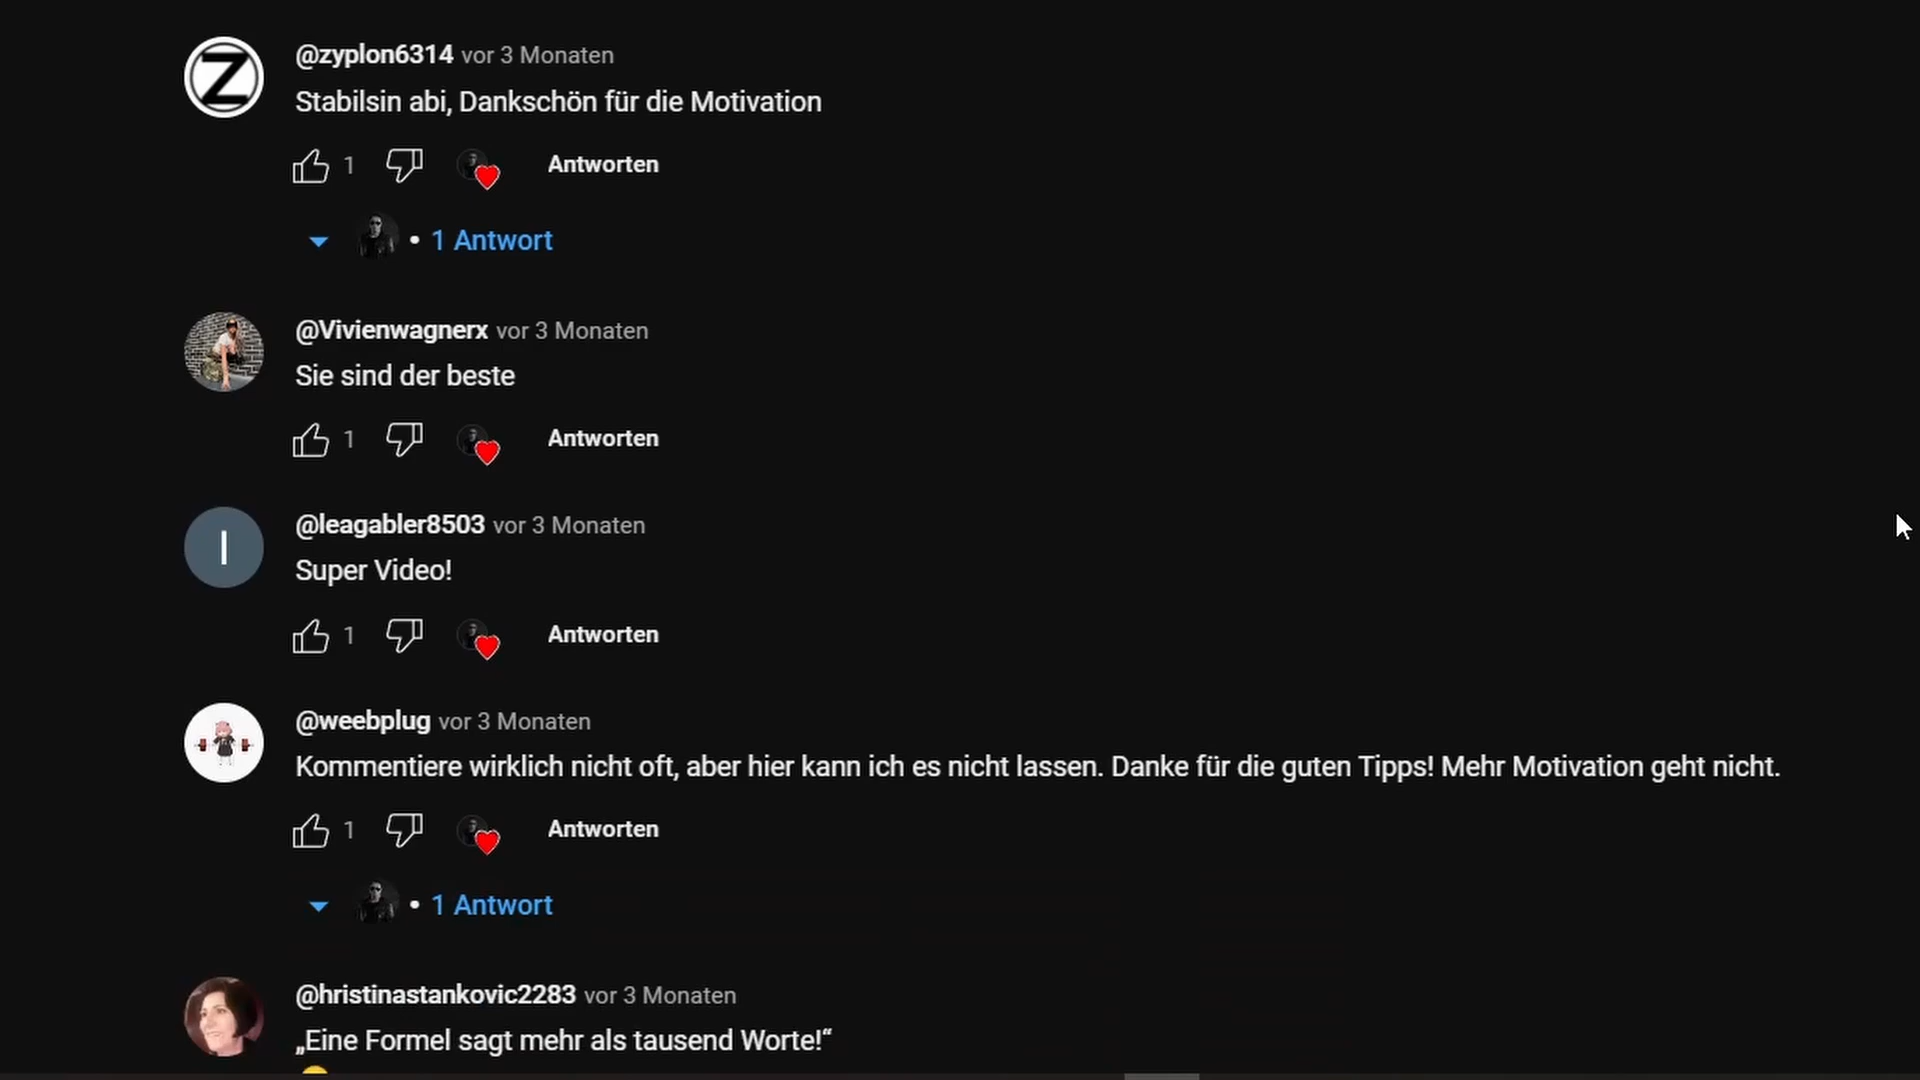 @zyplon6314 vor 3 Monaten
Stabilsin abi, Dankschön für die Motivation
1 Antworten
• 1 Antwort
@Vivienwagnerx vor 3 Monaten
Sie sind der beste
1 Antworten
l
@leagabler8503 vor 3 Monaten
Super Video!
1 Antworten
@weebplug vor 3 Monaten
Kommentiere wirklich nicht oft, aber hier kann ich es nicht lassen. Danke für die guten Tipps! Mehr Motivation geht nicht.
1 Antworten
• 1 Antwort
@hristinastankovic2283 vor 3 Monaten
„Eine Formel sagt mehr als tausend Worte!“